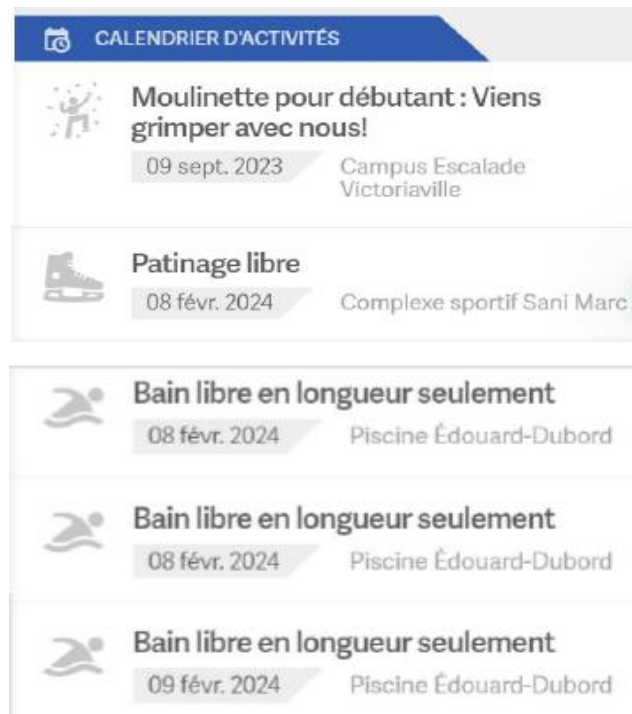 CALENDRIER D'ACTIVITÉS
Moulinette pour débutant : Viens
grimper avec nous!
09 sept. 2023 Campus Escalade
Victoriaville
Patinage libre
08 févr. 2024 Complexe sportif Sani Marc
Bain libre en longueur seulement
08 févr. 2024 Piscine Édouard-Dubord
Bain libre en longueur seulement
08 févr. 2024 Piscine Édouard-Dubord
Bain libre en longueur seulement
09 févr. 2024 Piscine Édouard-Dubord